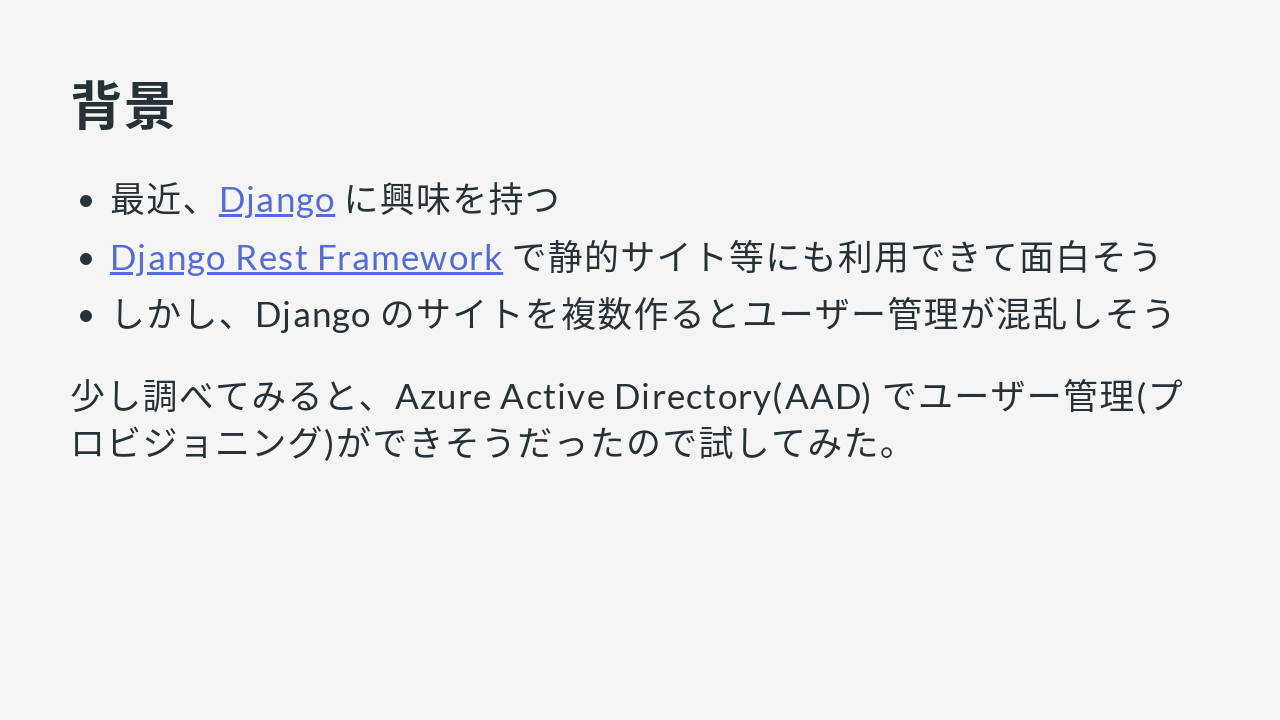 背景
• 最近、Django に興味を持つ
• Django Rest Framework で静的サイト等にも利用できて面白そう
• しかし、Django のサイトを複数作るとユーザー管理が混乱しそう
少し調べてみると、Azure Active Directory(AAD) でユーザー管理(プ
ロビジョニング)ができそうだったので試してみた。